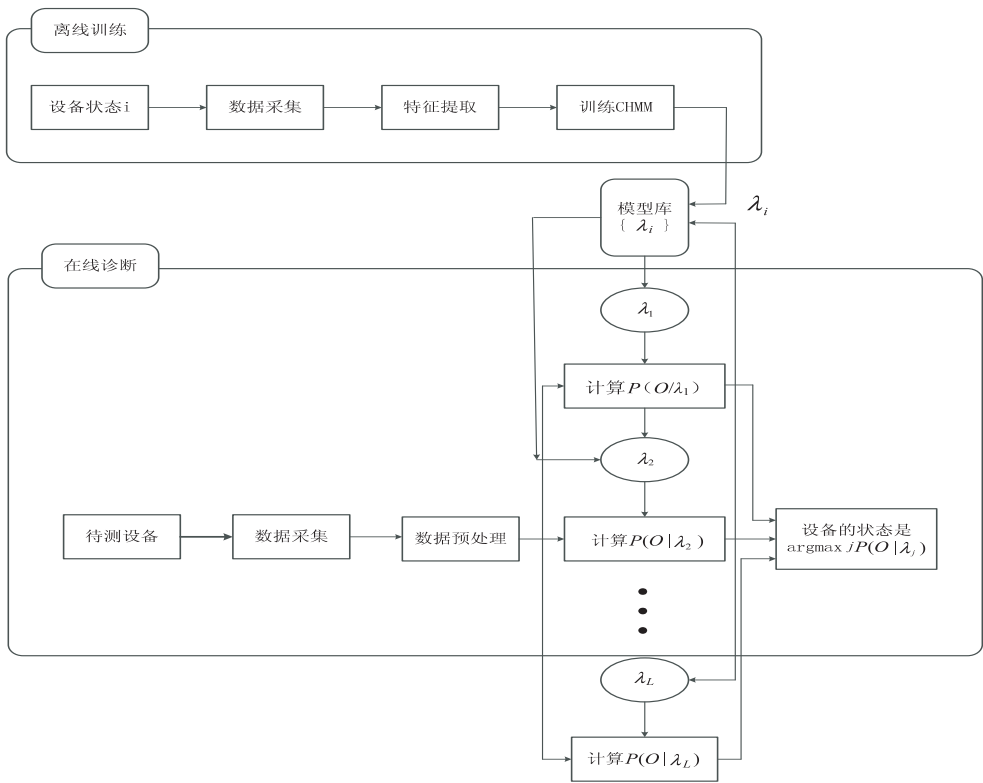 离线训练
设备状态i
数据采集
特征提取
训练CHMM
模型库
{ λi }
λi
在线诊断
λ1
计算P（O/λ1）
λ2
待测设备
数据采集
数据预处理
计算P(O|λ2)
设备的状态是
argmax jP(O|λj)
λL
计算P(O|λL)